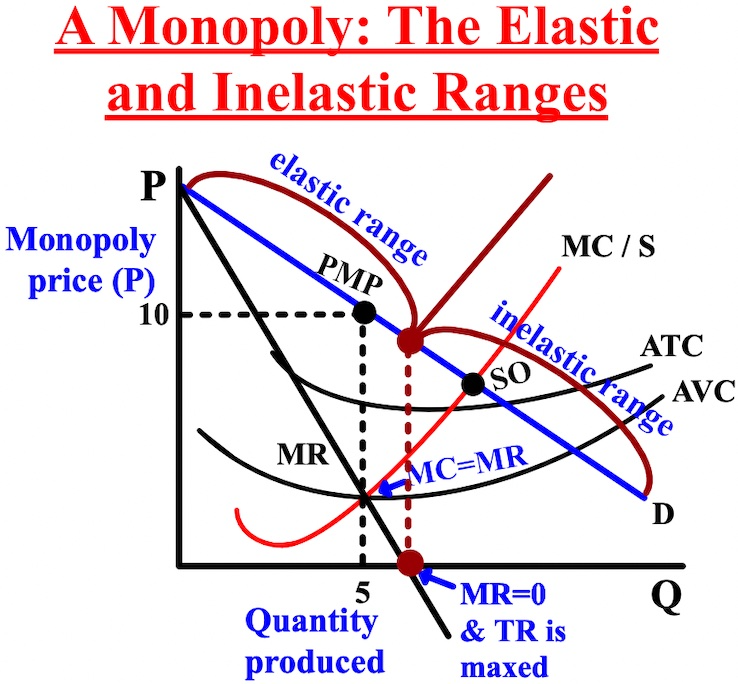 A Monopoly: The Elastic
and Inelastic Ranges
P
elastic range
Monopoly
price (P)
MC / S
PMP
10
inelastic range
ATC
SO
AVC
MR
MC=MR
D
5
Q
Quantity
produced
MR=0
& TR is
maxed